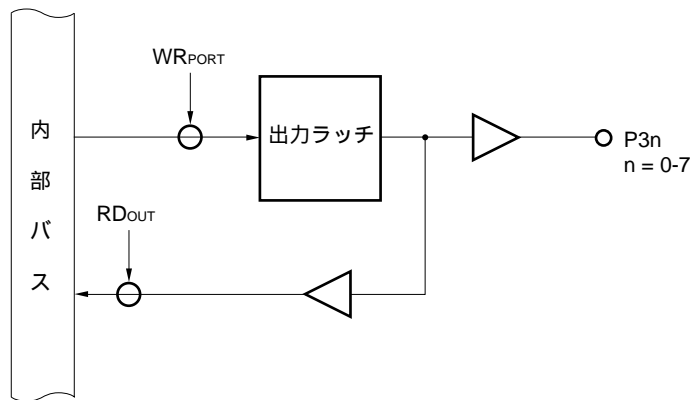 WRPORT
内部バス
出力ラッチ
P3n
n = 0-7
RDOUT